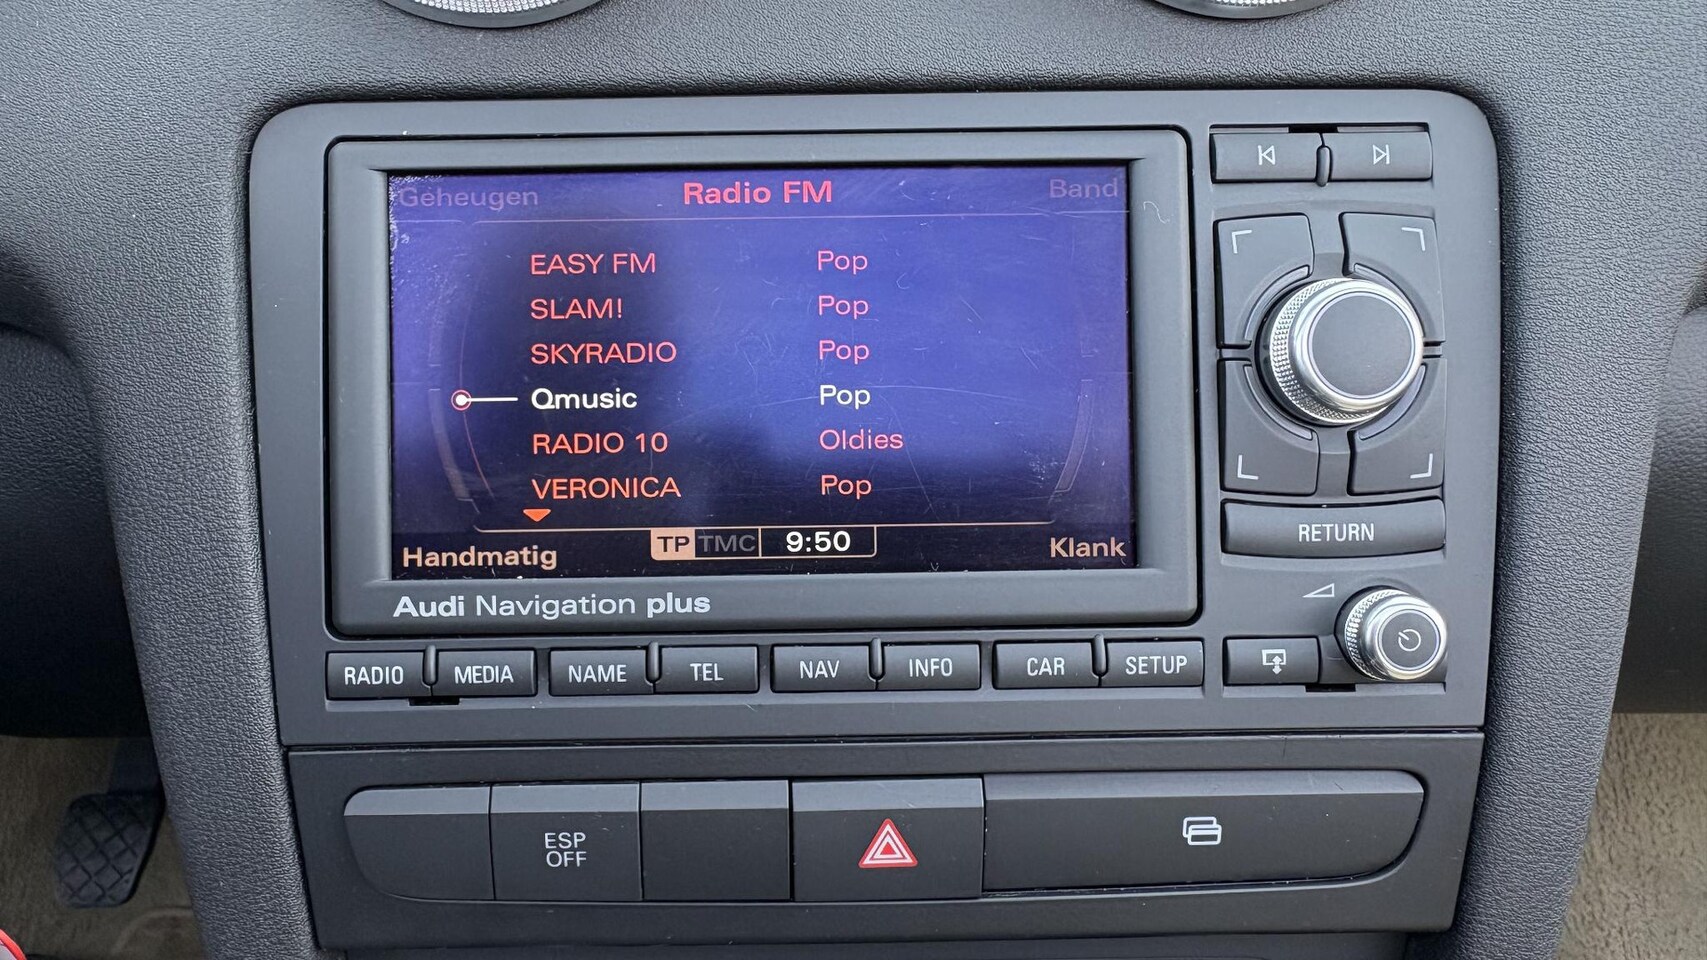 Geheugen Radio FM Band
EASY FM Pop
SLAM! Pop
SKYRADIO Pop
Qmusic Pop
RADIO 10 Oldies
VERONICA Pop
Handmatig TP TMC 9:50 Klank
Audi Navigation plus
RETURN
RADIO MEDIA NAME TEL NAV INFO CAR SETUP
ESP
OFF